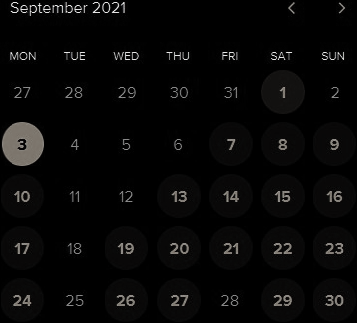 September 2021
MON TUE WED THU FRI SAT SUN
27 28 29 30 31 1 2
3 4 5 6 7 8 9
10 11 12 13 14 15 16
17 18 19 20 21 22 23
24 25 26 27 28 29 30